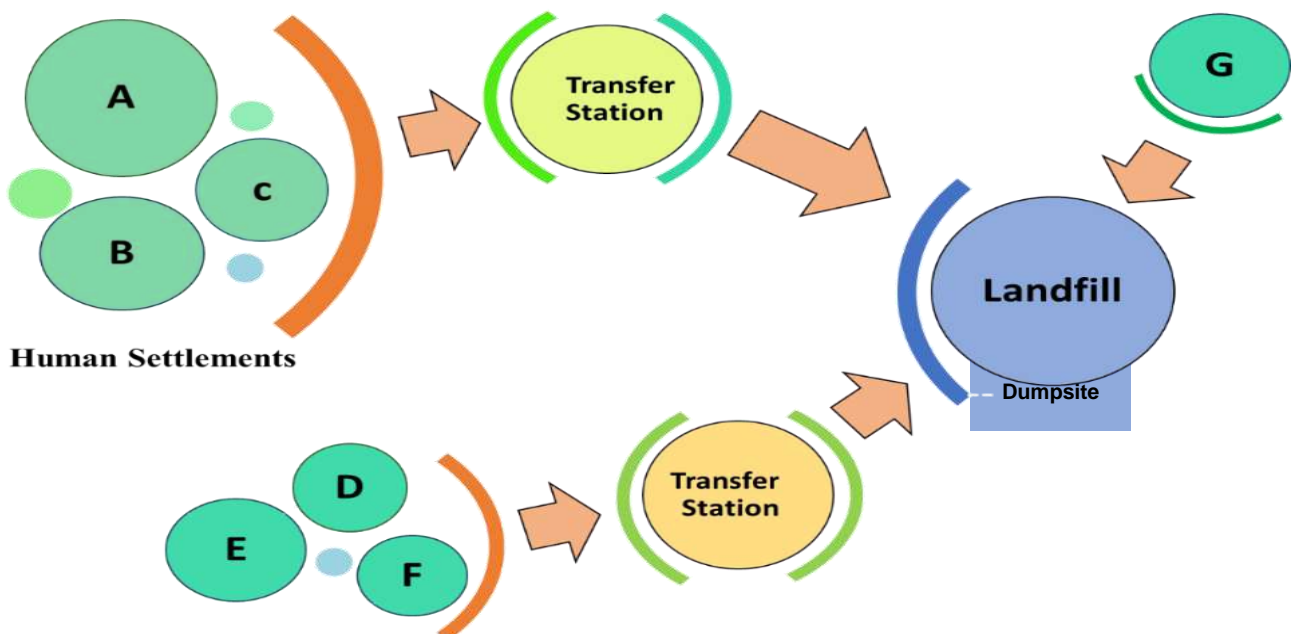 A
c
B
Human Settlements
Transfer
Station
G
Landfill
Dumpsite
D
E
F
Transfer
Station